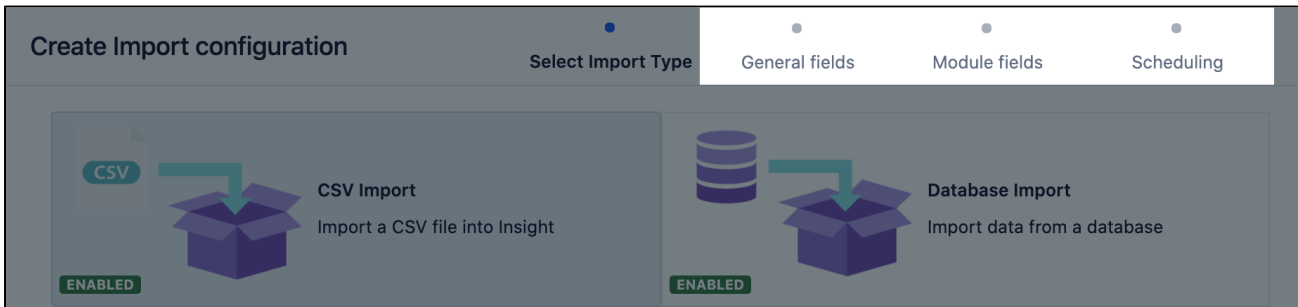 Create Import configuration
Select Import Type
General fields
Module fields
Scheduling
CSV
CSV Import
Import a CSV file into Insight
ENABLED
Database Import
Import data from a database
ENABLED